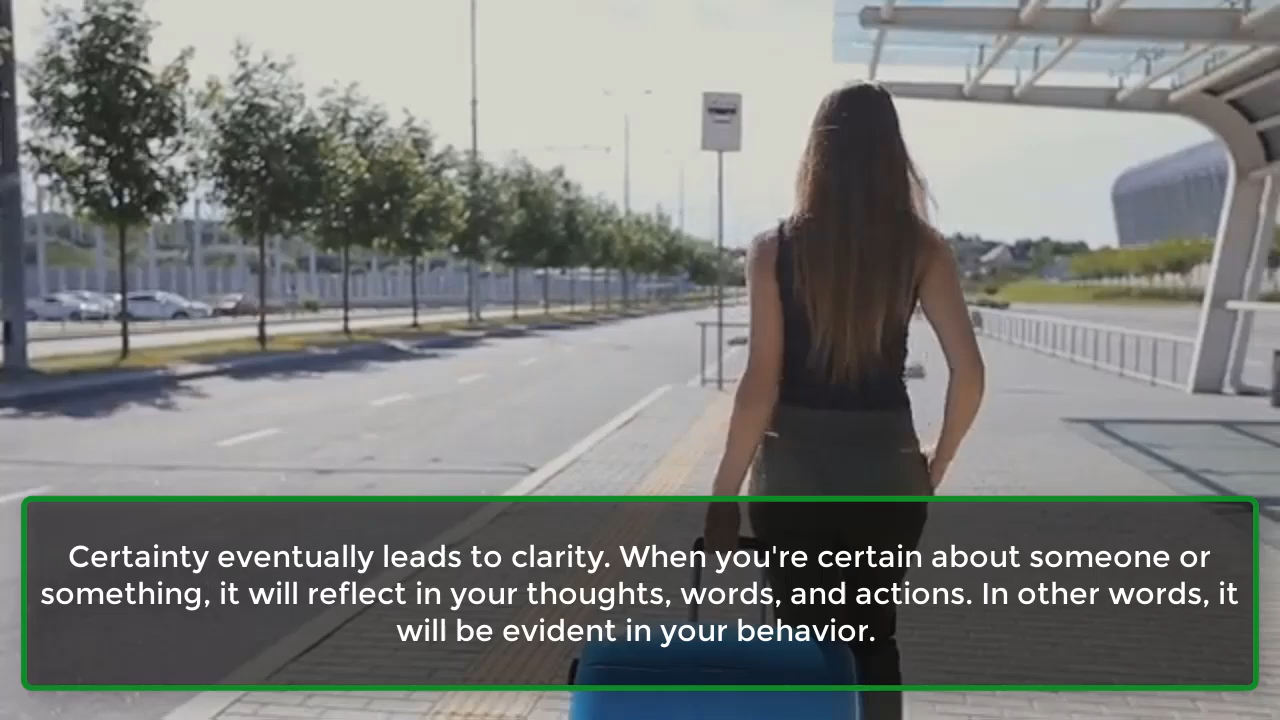 Certainty eventually leads to clarity. When you're certain about someone or
something, it will reflect in your thoughts, words, and actions. In other words, it
will be evident in your behavior.